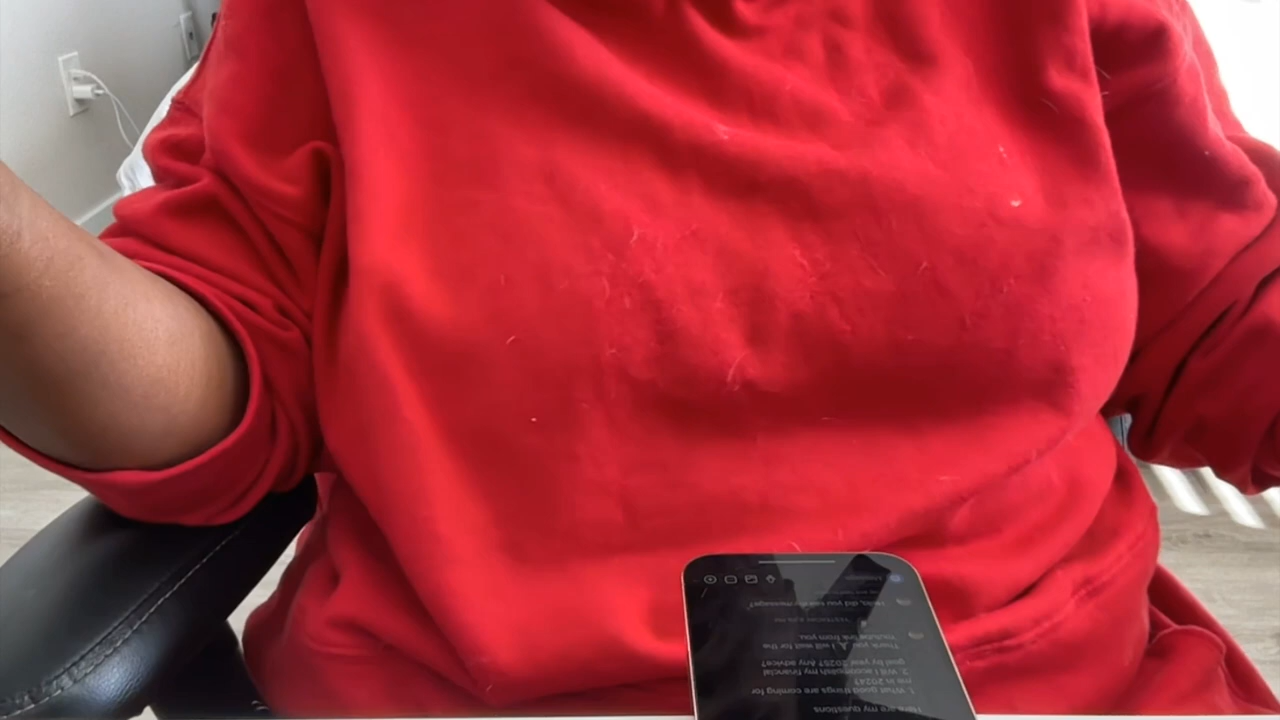 Here are my questions
1. What good things are coming for
me in 2024?
2. Will I accomplish my financial
goal by year 2025? Any advice?
Thank you 🙏 I will wait for the
Youtube link from you.
YESTERDAY
Hello, did you message?
Message